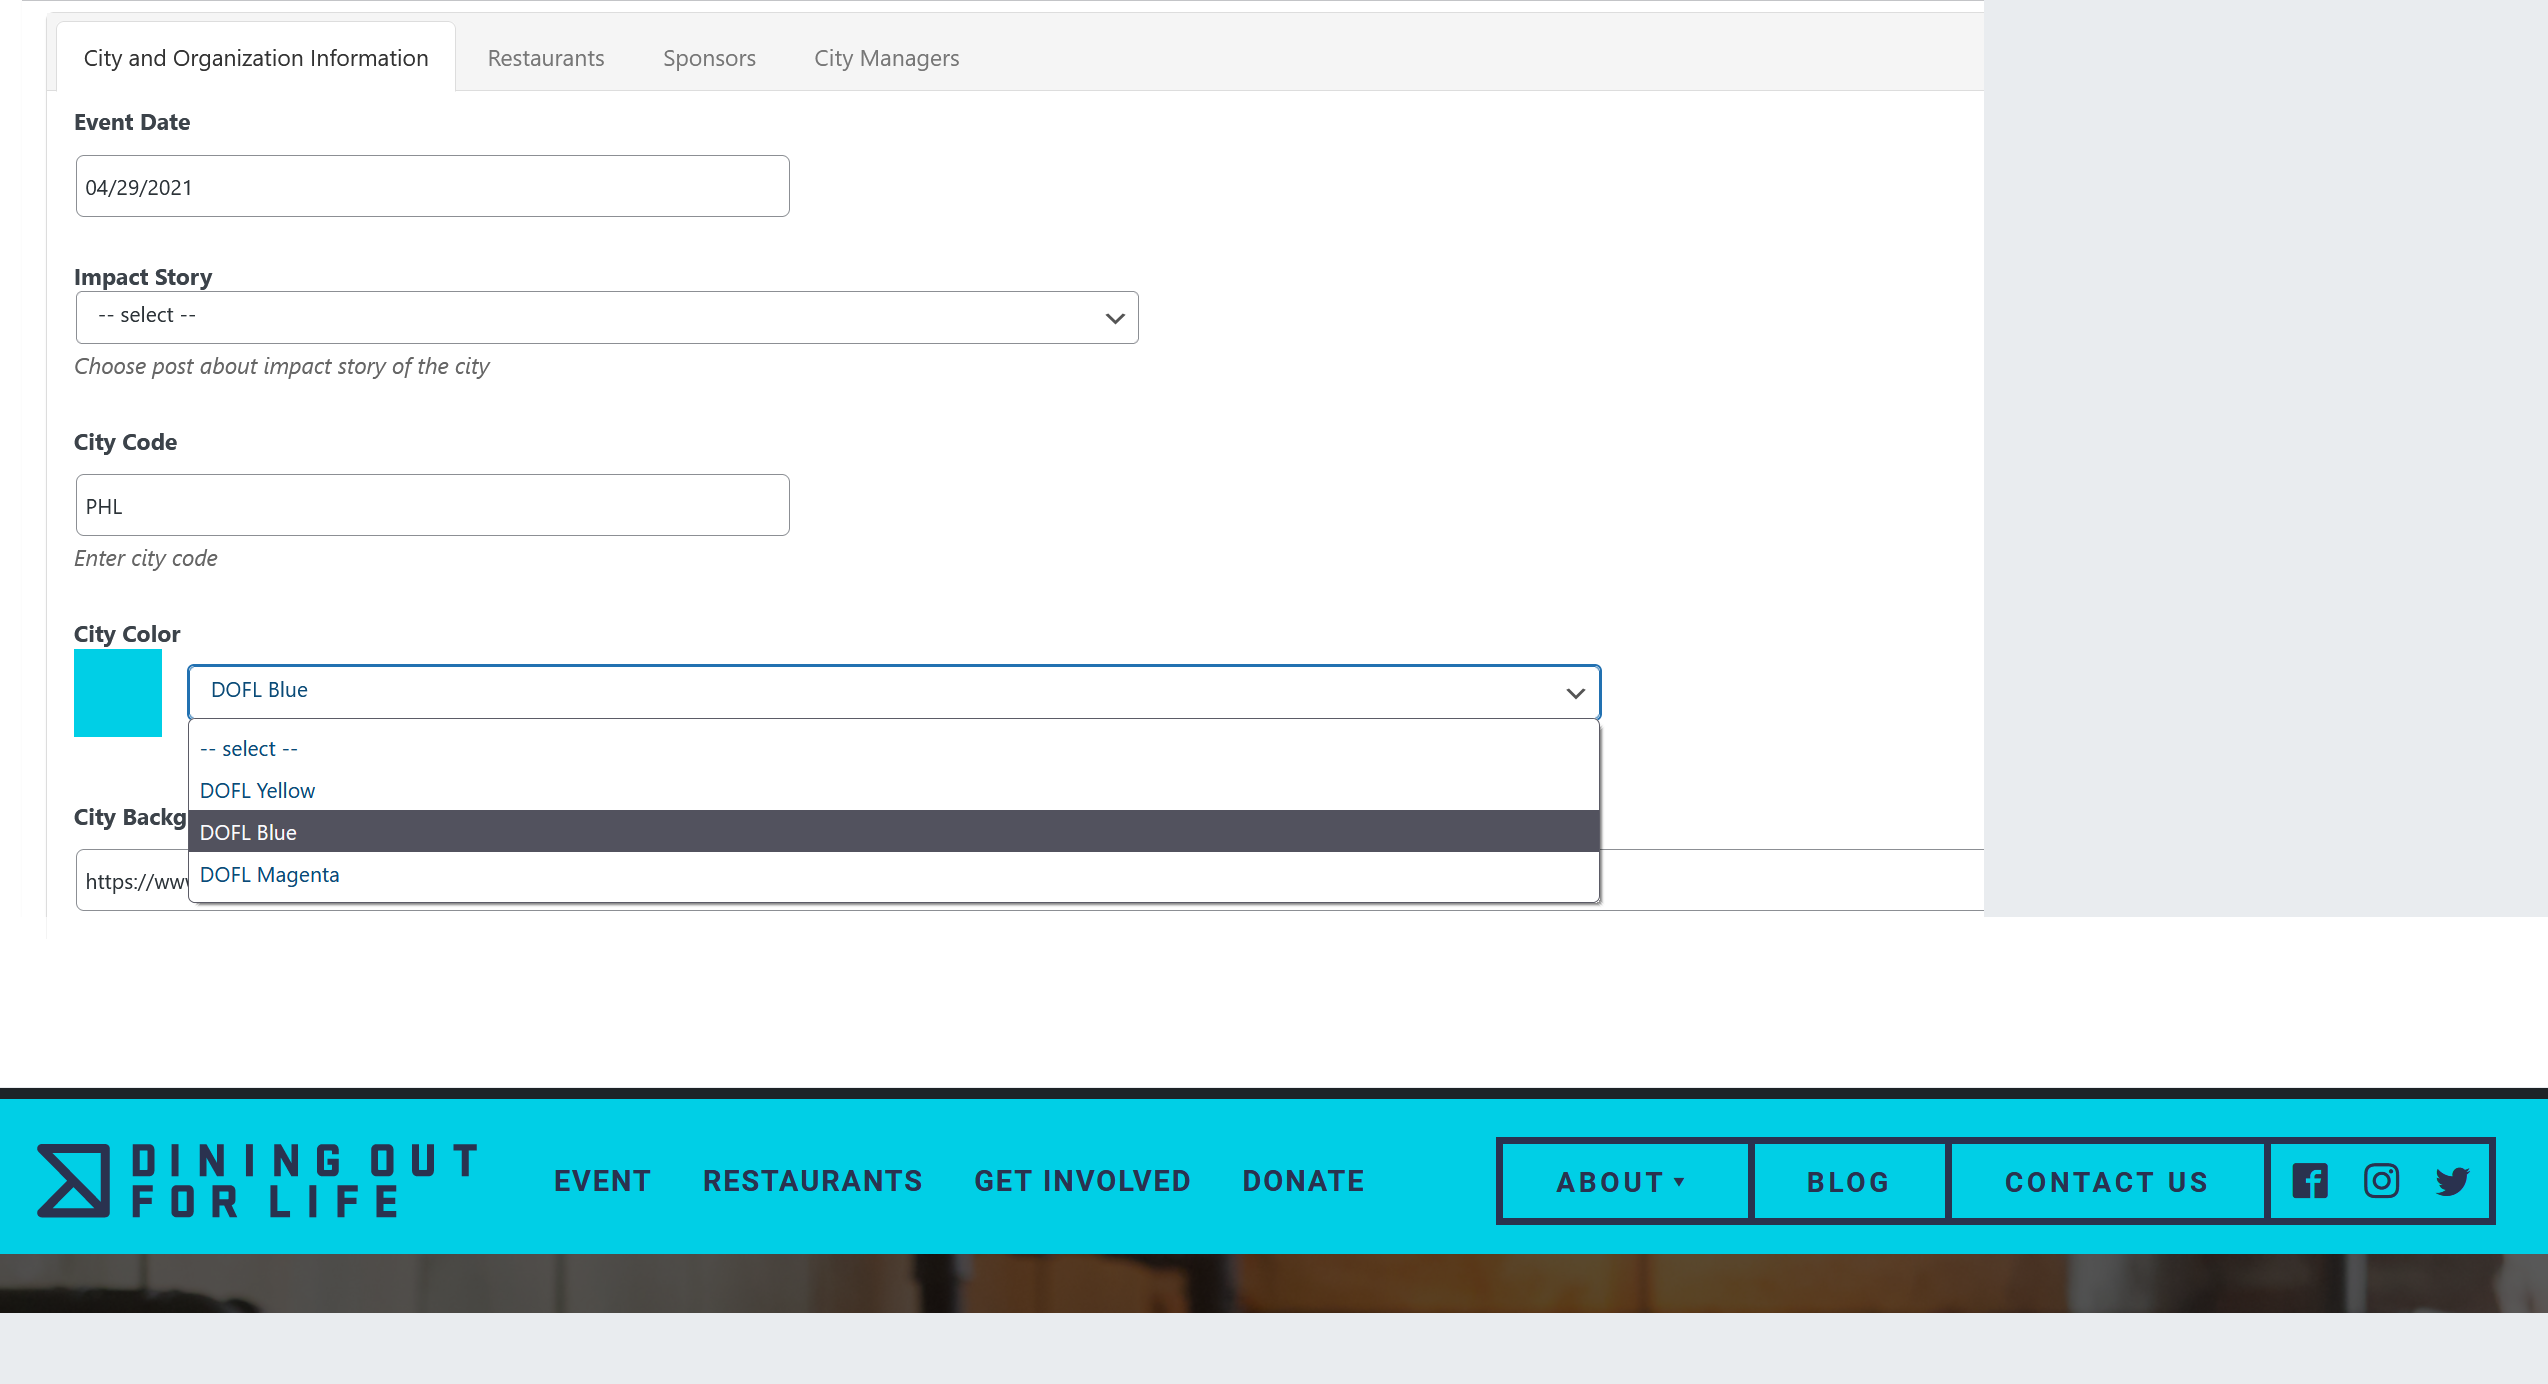 City and Organization Information Restaurants Sponsors City Managers
Event Date
04/29/2021
Impact Story
-- select --
Choose post about impact story of the city
City Code
PHL
Enter city code
City Color
DOFL Blue
-- select --
DOFL Yellow
DOFL Blue
DOFL Magenta
City
https://
DINING OUT
FOR LIFE
EVENT RESTAURANTS GET INVOLVED DONATE ABOUT BLOG CONTACT US